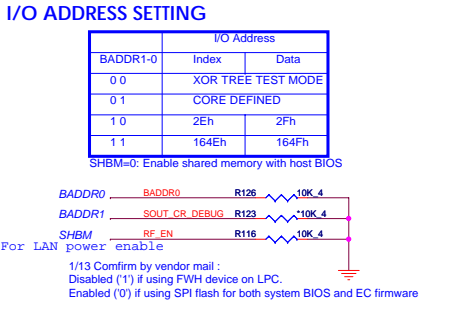 I/O ADDRESS SETTING
I/O Address
BADDR1-0 Index Data
0 0 XOR TREE TEST MODE
0 1 CORE DEFINED
1 0 2Eh 2Fh
1 1 164Eh 164Fh
SHBM=0: Enable shared memory with host BIOS
BADDR0 BADDR0 R126 10K_4
BADDR1 SOUT_CR_DEBUG R123 *10K_4
SHBM RF_EN R116 10K_4
For LAN power enable
1/13 Comfirm by vendor mail :
Disabled ('1') if using FWH device on LPC.
Enabled ('0') if using SPI flash for both system BIOS and EC firmware